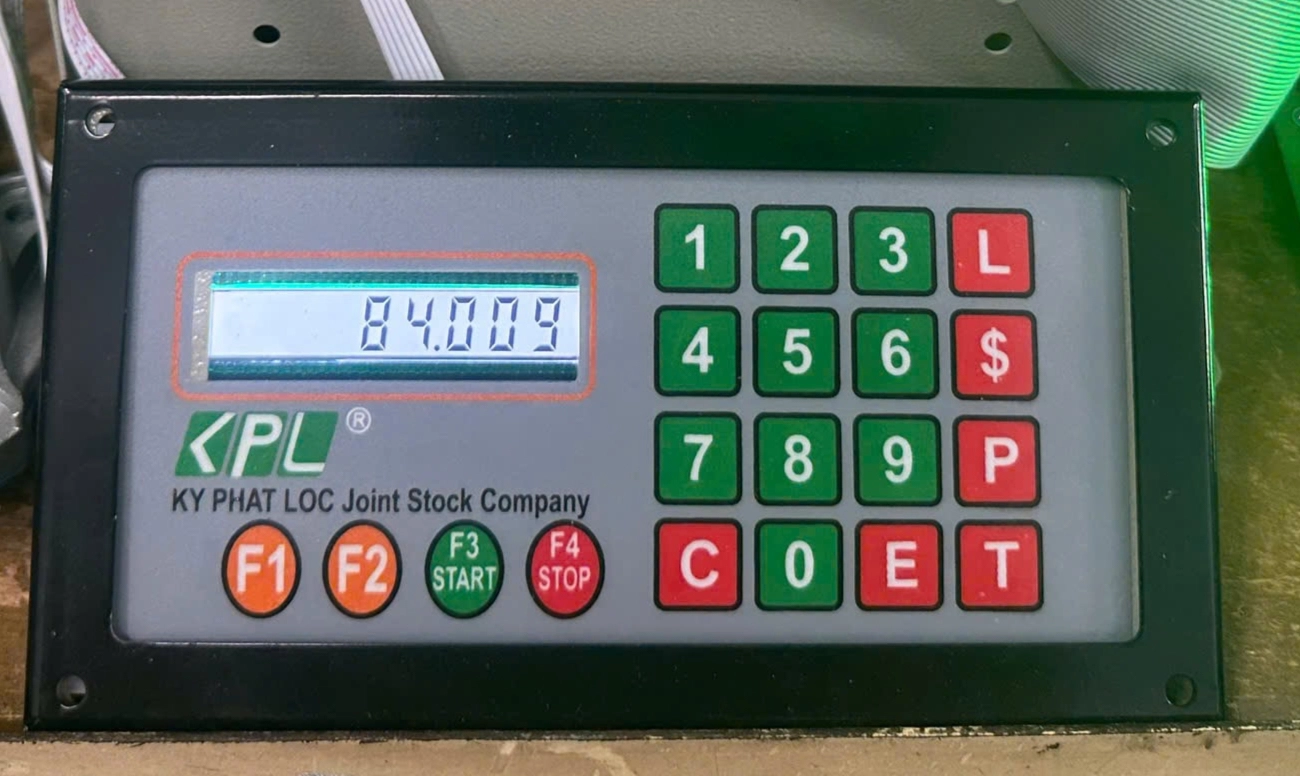 84.009
KPL ®
KY PHAT LOC Joint Stock Company
F1 F2 F3 START F4 STOP
1 2 3 L
4 5 6 $
7 8 9 P
C 0 E T